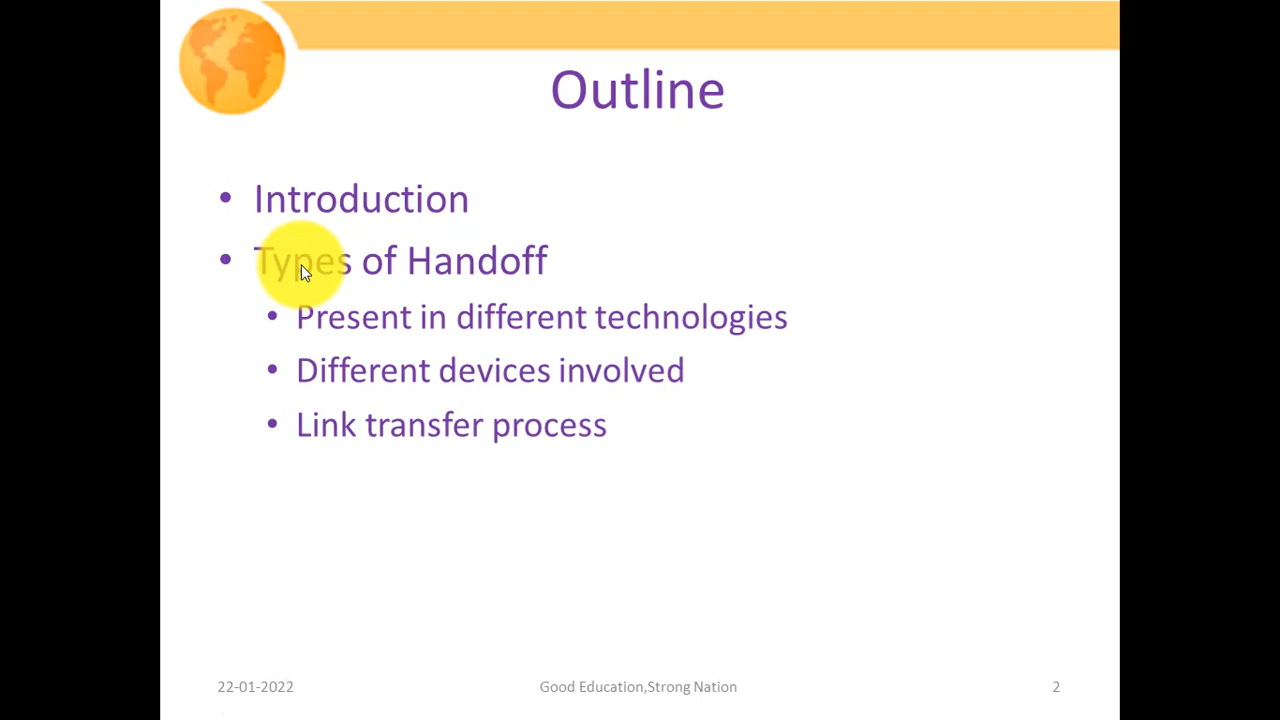 Outline
• Introduction
• Types of Handoff
• Present in different technologies
• Different devices involved
• Link transfer process
22-01-2022
Good Education,Strong Nation
2